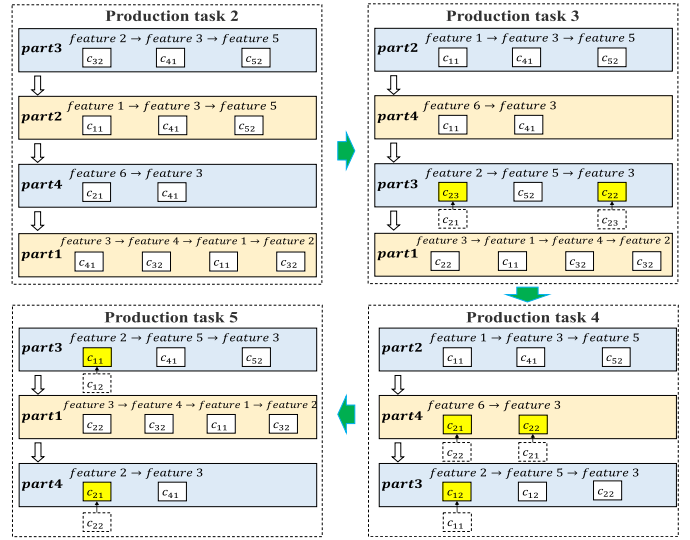 Production task 2
part3 feature 2 → feature 3 → feature 5
c32 c41 c52
part2 feature 1 → feature 3 → feature 5
c11 c41 c52
part4 feature 6 → feature 3
c21 c41
part1 feature 3 → feature 4 → feature 1 → feature 2
c41 c32 c11 c32
Production task 3
part2 feature 1 → feature 3 → feature 5
c11 c41 c52
part4 feature 6 → feature 3
c11 c41
part3 feature 2 → feature 5 → feature 3
c23 c52 c22
c21 c23
part1 feature 3 → feature 1 → feature 4 → feature 2
c22 c11 c32 c32
Production task 5
part3 feature 2 → feature 5 → feature 3
c11 c41 c52
c12
part1 feature 3 → feature 4 → feature 1 → feature 2
c22 c32 c11 c32
part4 feature 2 → feature 3
c21 c41
c22
Production task 4
part2 feature 1 → feature 3 → feature 5
c11 c41 c52
part4 feature 6 → feature 3
c21 c22
c22 c21
part3 feature 2 → feature 5 → feature 3
c12 c12 c22
c11